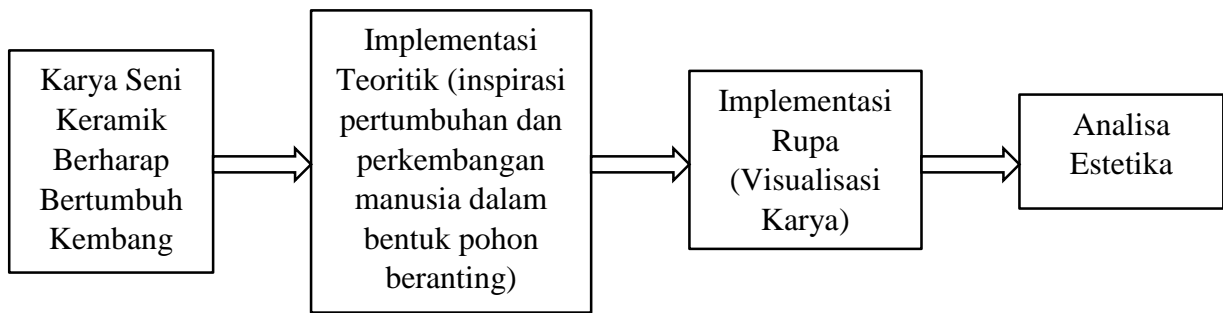 Karya Seni
Keramik
Berharap
Bertumbuh
Kembang
Implementasi
Teoritik (inspirasi
pertumbuhan dan
perkembangan
manusia dalam
bentuk pohon
beranting)
Implementasi
Rupa
(Visualisasi
Karya)
Analisa
Estetika